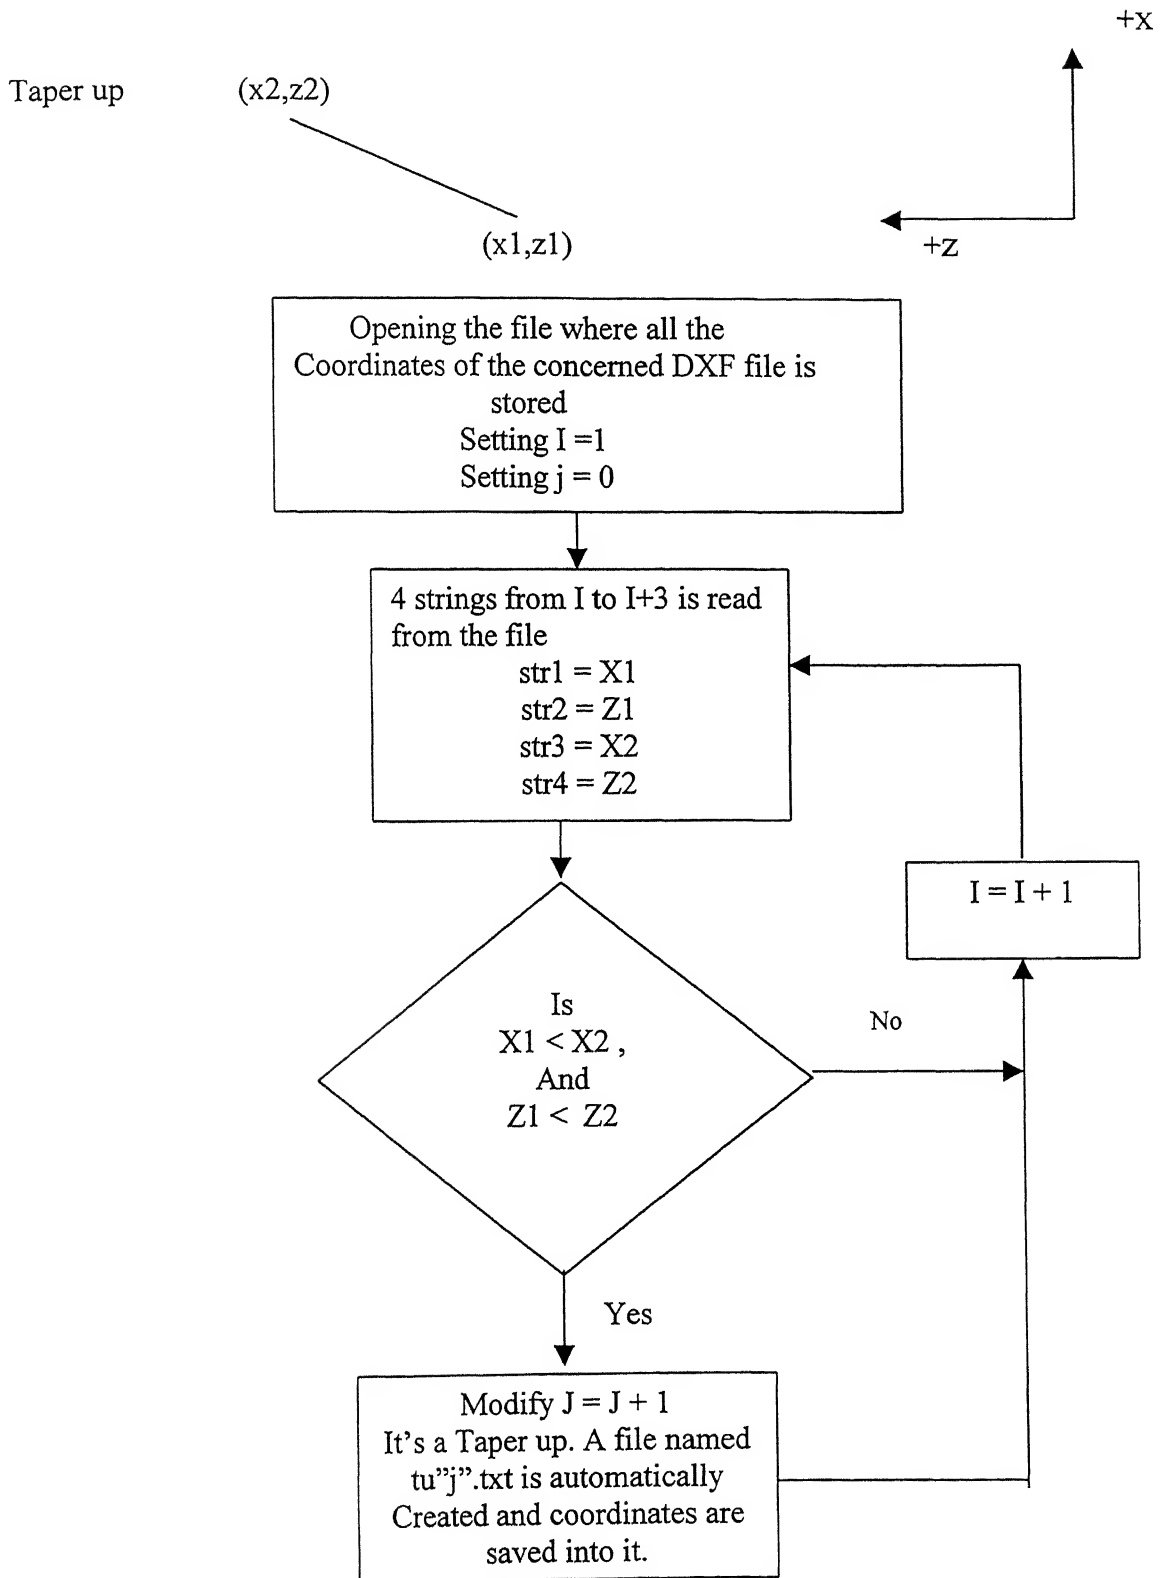 +x
Taper up
(x2,z2)
(x1,z1)
+z
Opening the file where all the
Coordinates of the concerned DXF file is
stored
Setting I =1
Setting j = 0
4 strings from I to I+3 is read
from the file
str1 = X1
str2 = Z1
str3 = X2
str4 = Z2
I = I + 1
Is
X1 < X2 ,
And
Z1 < Z2
No
Yes
Modify J = J + 1
It’s a Taper up. A file named
tu”j”.txt is automatically
Created and coordinates are
saved into it.